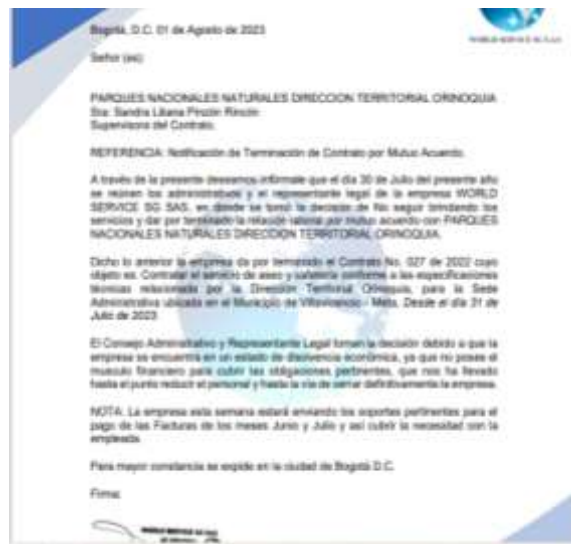 Bogotá, D.C. 01 de Agosto de 2023
WORLD SERVICE SG S.A.S
Señor (es):
PARQUES NACIONALES NATURALES DIRECCION TERRITORIAL ORINOQUIA
Sra. Sandra Liliana Pinzón Rincón
Supervisora del Contrato.
REFERENCIA: Notificación de Terminación de Contrato por Mutuo Acuerdo.
A través de la presente deseamos infórmale que el día 30 de Julio del presente año
se reúnen los administrativos y el representante legal de la empresa WORLD
SERVICE SG SAS, en donde se tomó la decisión de No seguir brindando los
servicios y dar por terminado la relación laboral por mutuo acuerdo con PARQUES
NACIONALES NATURALES DIRECCION TERRITORIAL ORINOQUIA.
Dicho lo anterior la empresa da por terminado el Contrato No. 027 de 2022 cuyo
objeto es: Contratar el servicio de aseo y cafetería conforme a las especificaciones
técnicas relacionada por la Dirección Territorial Orinoquia, para la Sede
Administrativa ubicada en el Municipio de Villavicencio - Meta. Desde el día 31 de
Julio de 2023
El Consejo Administrativo y Representante Legal toman la decisión debido a que la
empresa se encuentra en un estado de disolvencia económica, ya que no posee el
musculo financiero para cubrir las obligaciones pertinentes, que nos ha llevado
hasta el punto reducir el personal y hasta la vía de cerrar definitivamente la empresa.
NOTA: La empresa esta semana estará enviando los soportes pertinentes para el
pago de las Facturas de los meses Junio y Julio y así cubrir la necesidad con la
empleada.
Para mayor constancia se expide en la ciudad de Bogotá D.C.
Firma: